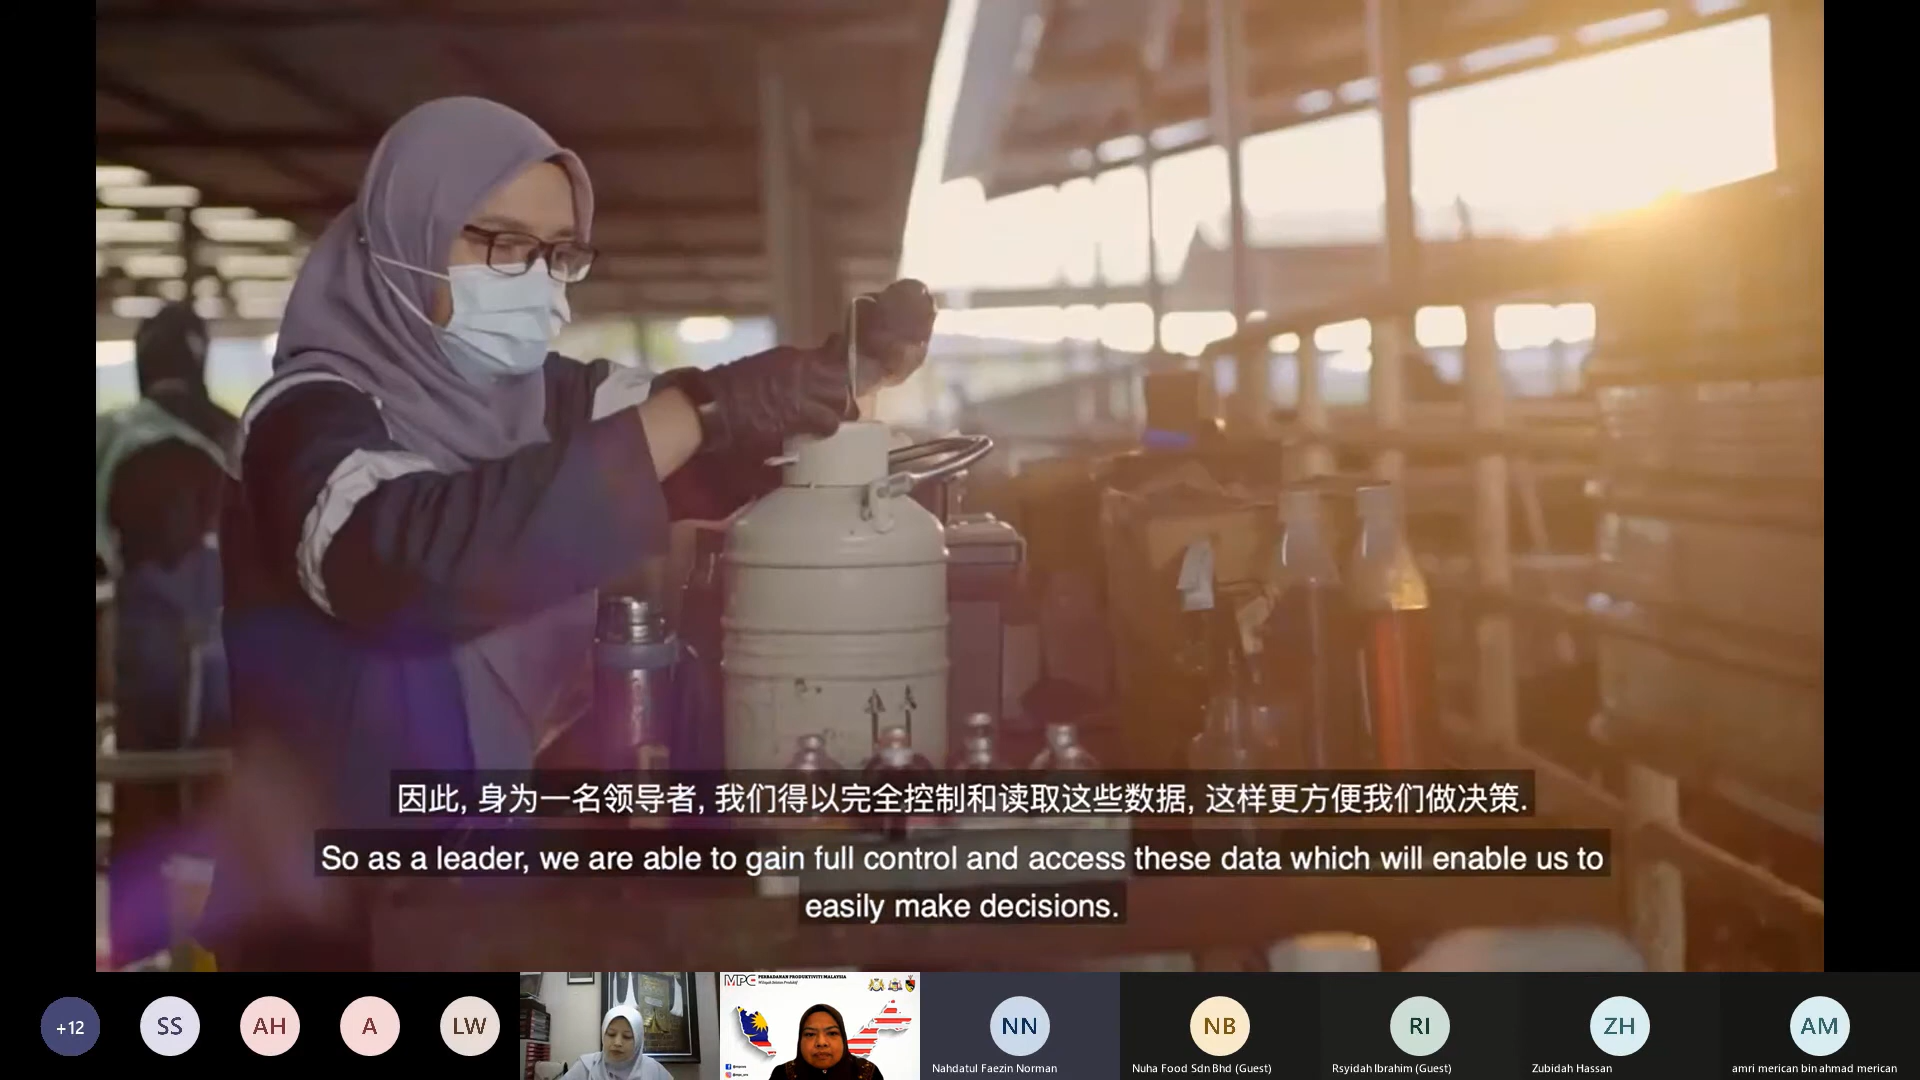 因此, 身为一名领导者, 我们得以完全控制和读取这些数据, 这样更方便我们做决策.
So as a leader, we are able to gain full control and access these data which will enable us to
easily make decisions.
+12
SS
AH
A
LW
MPC
PERBADANAN PRODUKTIVITI MALAYSIA
NN
Nahdatul Faezin Norman
NB
Nuha Food Sdn Bhd (Guest)
RI
Rsyidah Ibrahim (Guest)
ZH
Zubidah Hassan
AM
amri merican bin ahmad merican